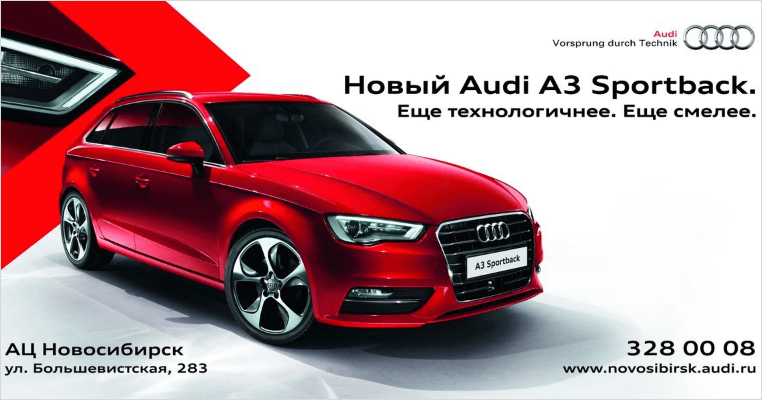 Audi
Vorsprung durch Technik
Новый Audi A3 Sportback.
Еще технологичнее. Еще смелее.
A3 Sportback
АЦ Новосибирск
ул. Большевистская, 283
328 00 08
www.novosibirsk.audi.ru